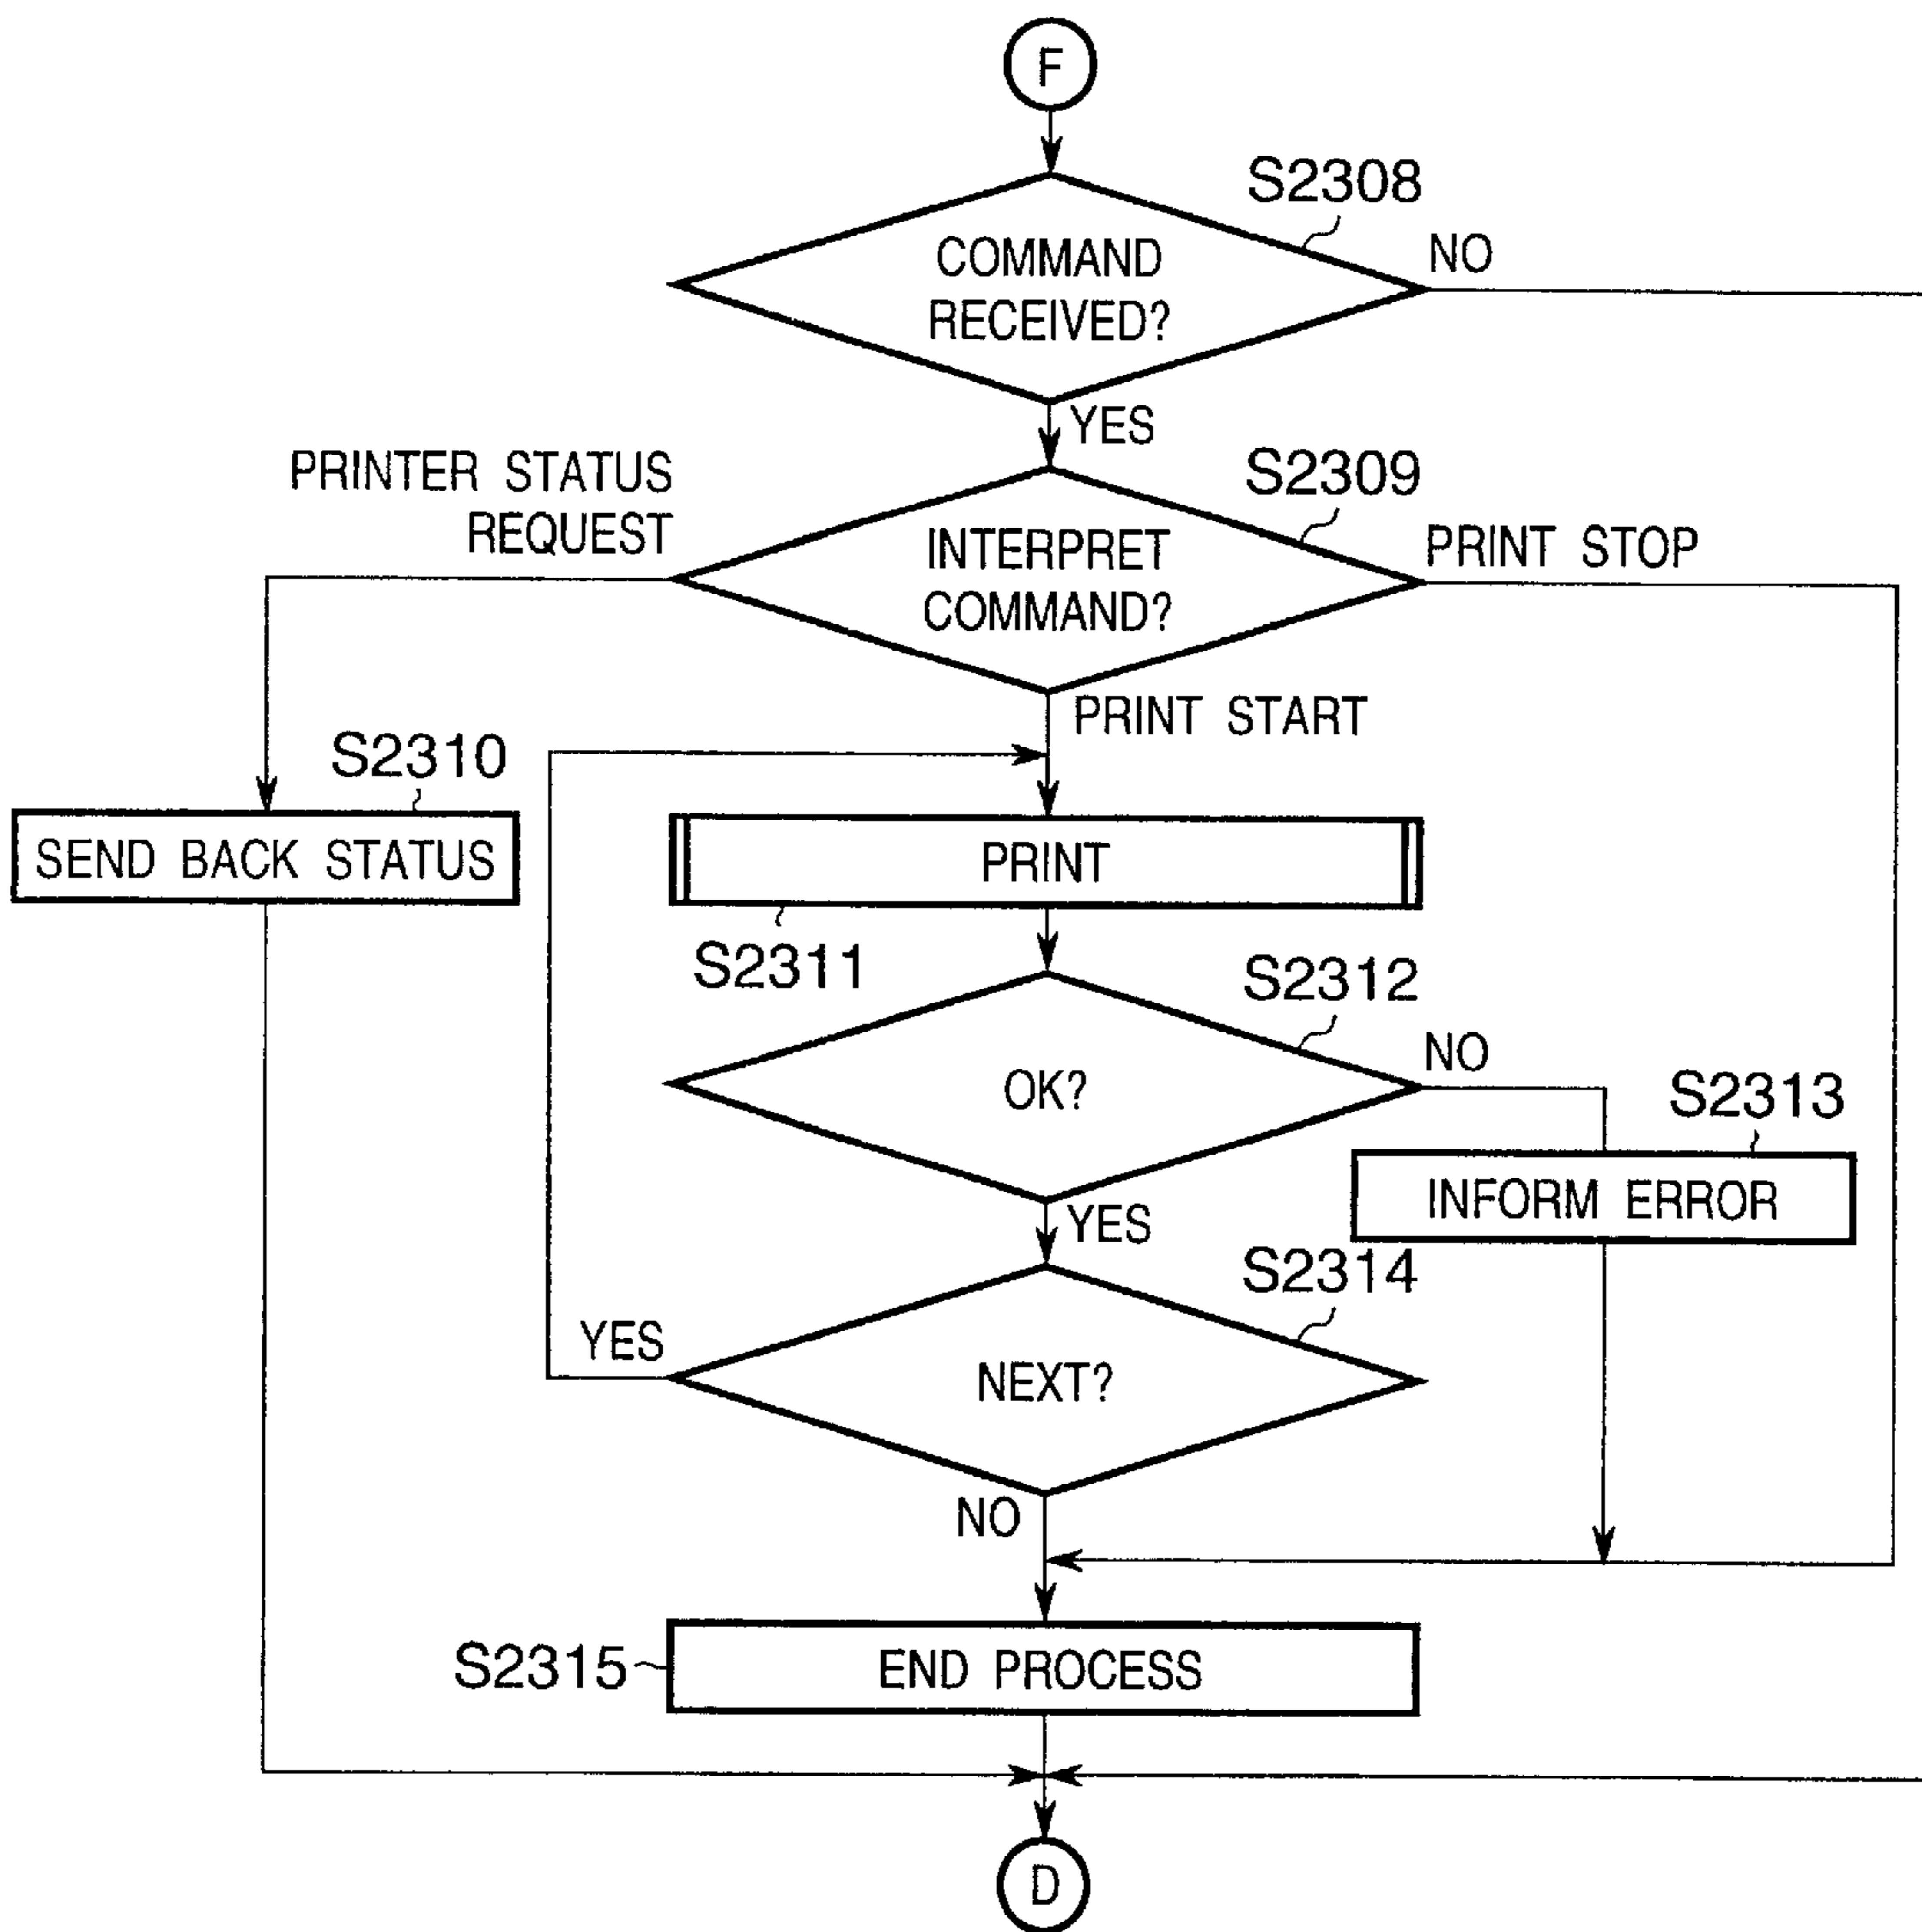 F
S2308
COMMAND
RECEIVED?
NO
YES
PRINTER STATUS
REQUEST
S2309
INTERPRET
COMMAND?
PRINT STOP
PRINT START
S2310
SEND BACK STATUS
PRINT
S2311
S2312
OK?
NO
S2313
INFORM ERROR
YES
S2314
YES
NEXT?
NO
S2315
END PROCESS
D